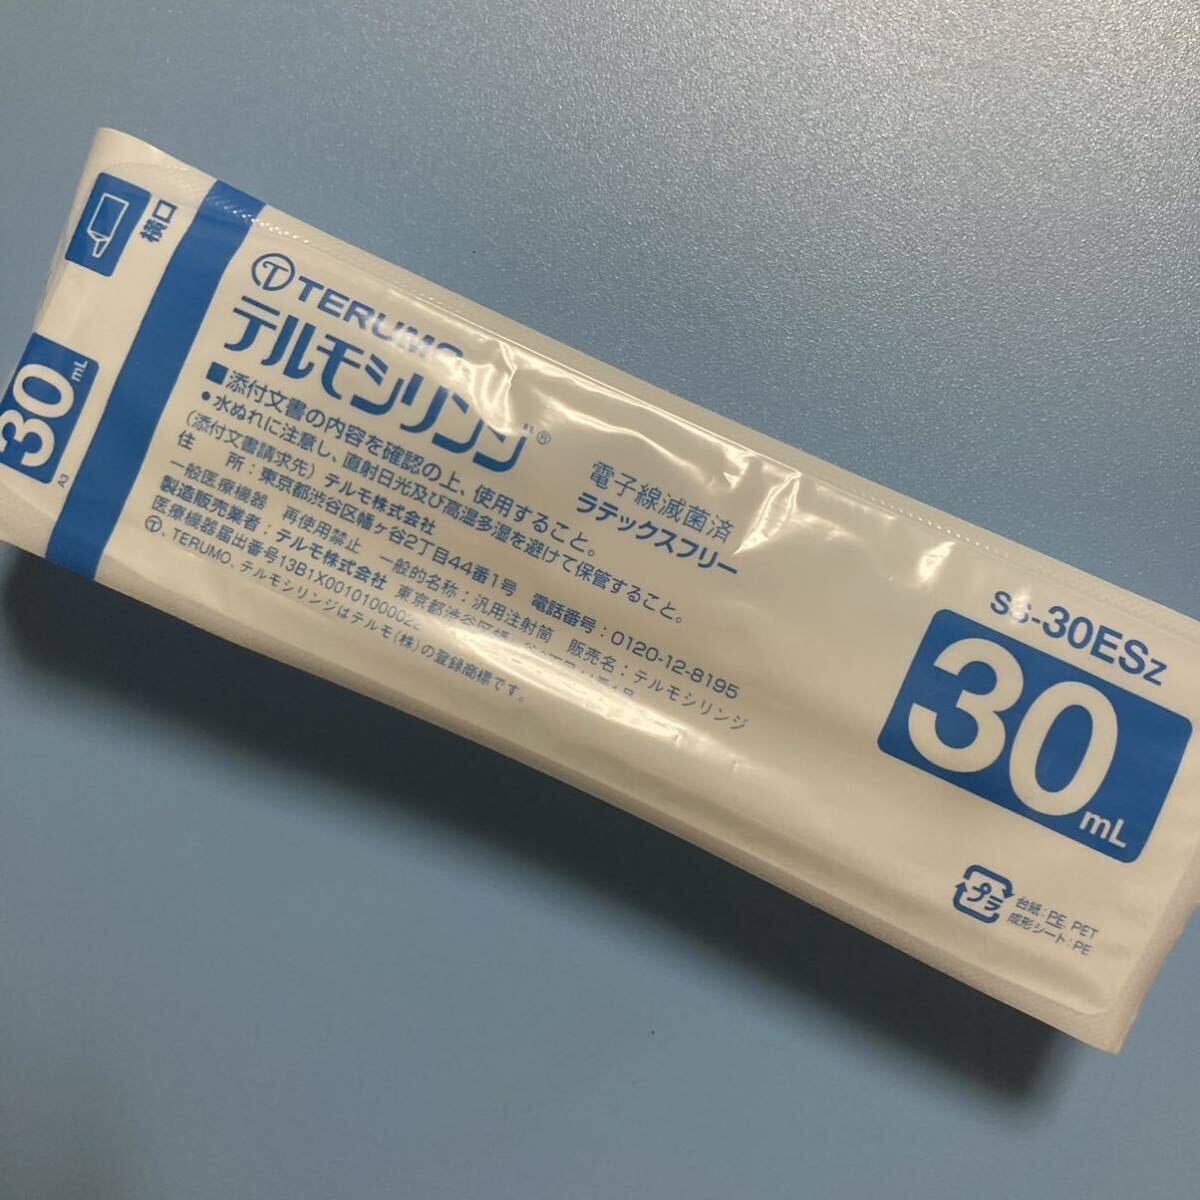 横口
30
mL
A3
TERUMO
テルモシリンジ®
■添付文書の内容を確認の上、使用すること。
・水ぬれに注意し、直射日光及び高温多湿を避けて保管すること。
(添付文書請求先)テルモ株式会社
住 所:東京都渋谷区幡ヶ谷2丁目44番1号 電話番号:0120-12-8195
一般医療機器 再使用禁止 一般的名称:汎用注射筒 販売名:テルモシリンジ
製造販売業者:テルモ株式会社 東京都渋谷区
医療機器届出番号13B1X00101000022
Ⓣ、TERUMO、テルモシリンジはテルモ(株)の登録商標です。
電子線滅菌済
ラテックスフリー
SS-30ESZ
30
mL
プラ
台紙:PE, PET
成形シート:PE